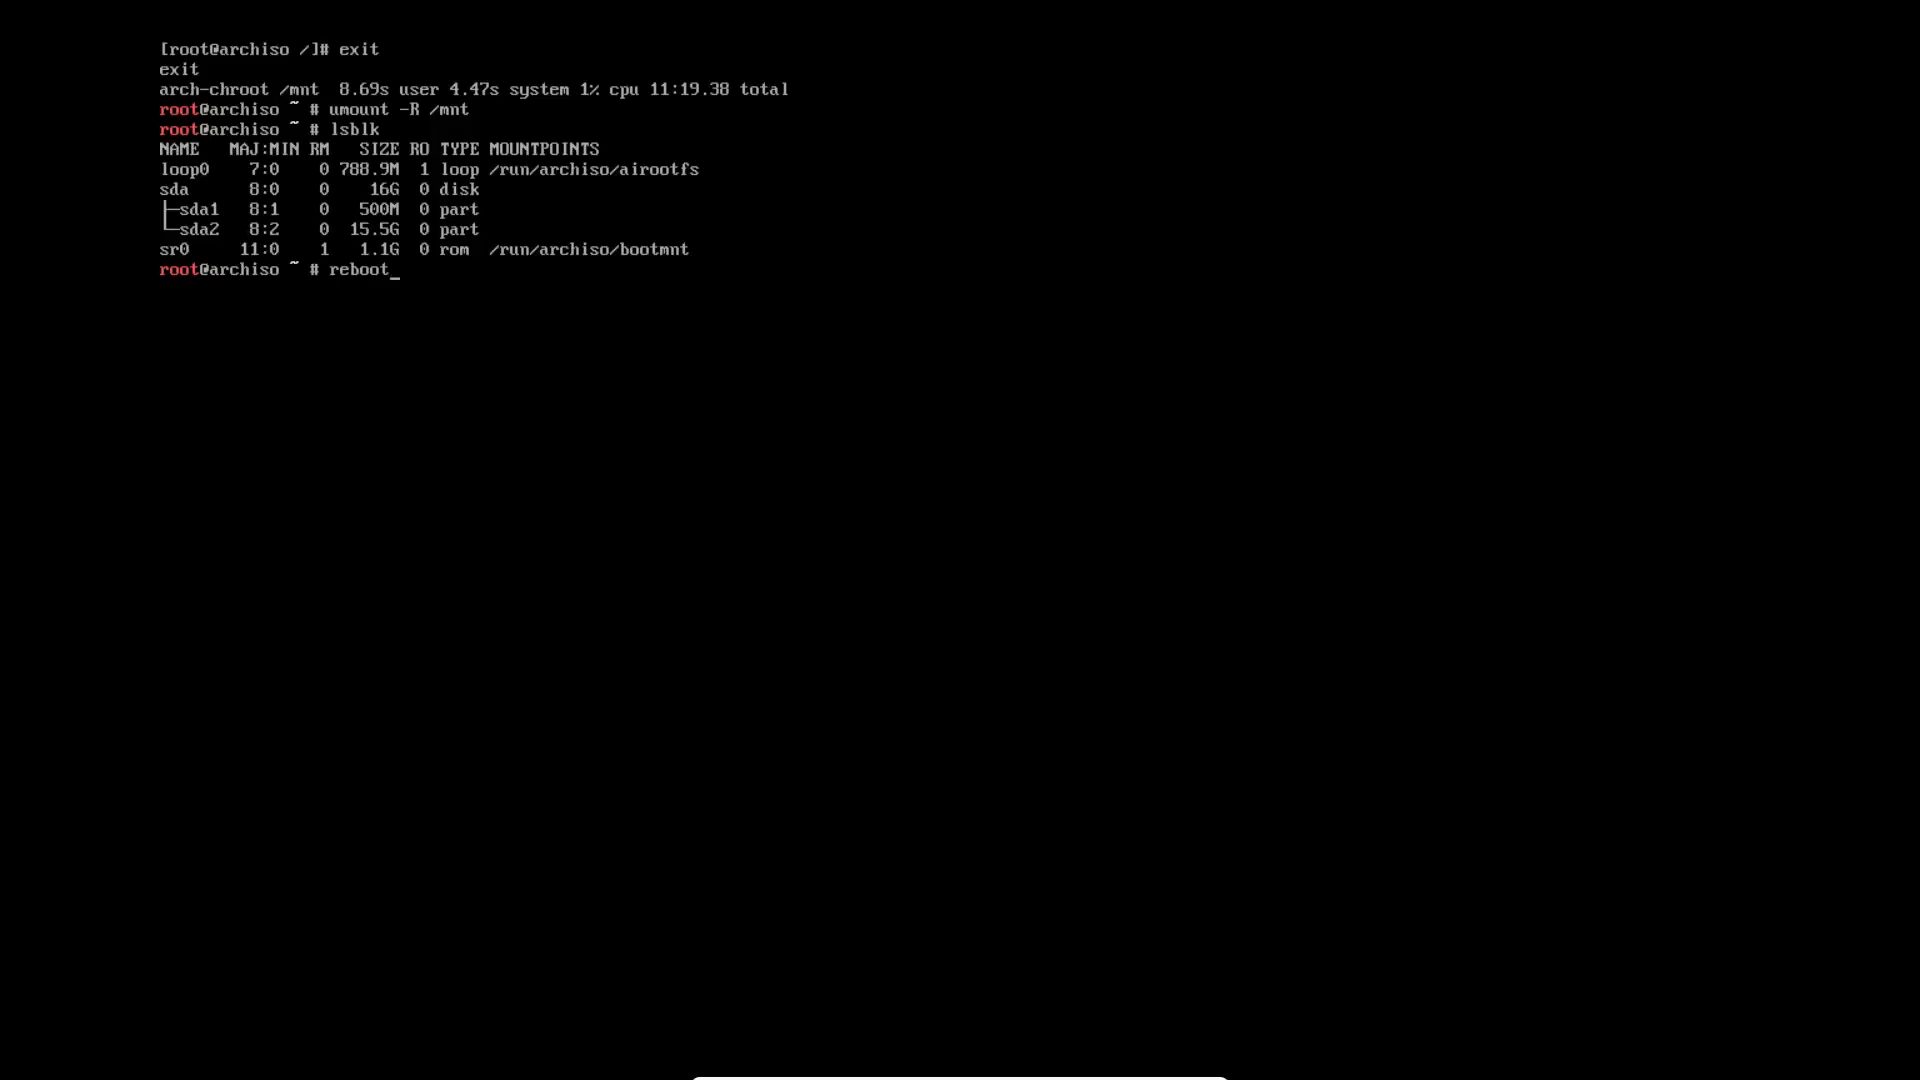 [root@archiso /]# exit
exit
arch-chroot /mnt  8.69s user 4.47s system 1% cpu 11:19.38 total
root@archiso ~ # umount -R /mnt
root@archiso ~ # lsblk
NAME   MAJ:MIN RM   SIZE RO TYPE MOUNTPOINTS
loop0    7:0    0 788.9M  1 loop /run/archiso/airootfs
sda      8:0    0    16G  0 disk
├─sda1   8:1    0   500M  0 part
└─sda2   8:2    0  15.5G  0 part
sr0     11:0    1   1.1G  0 rom  /run/archiso/bootmnt
root@archiso ~ # reboot_